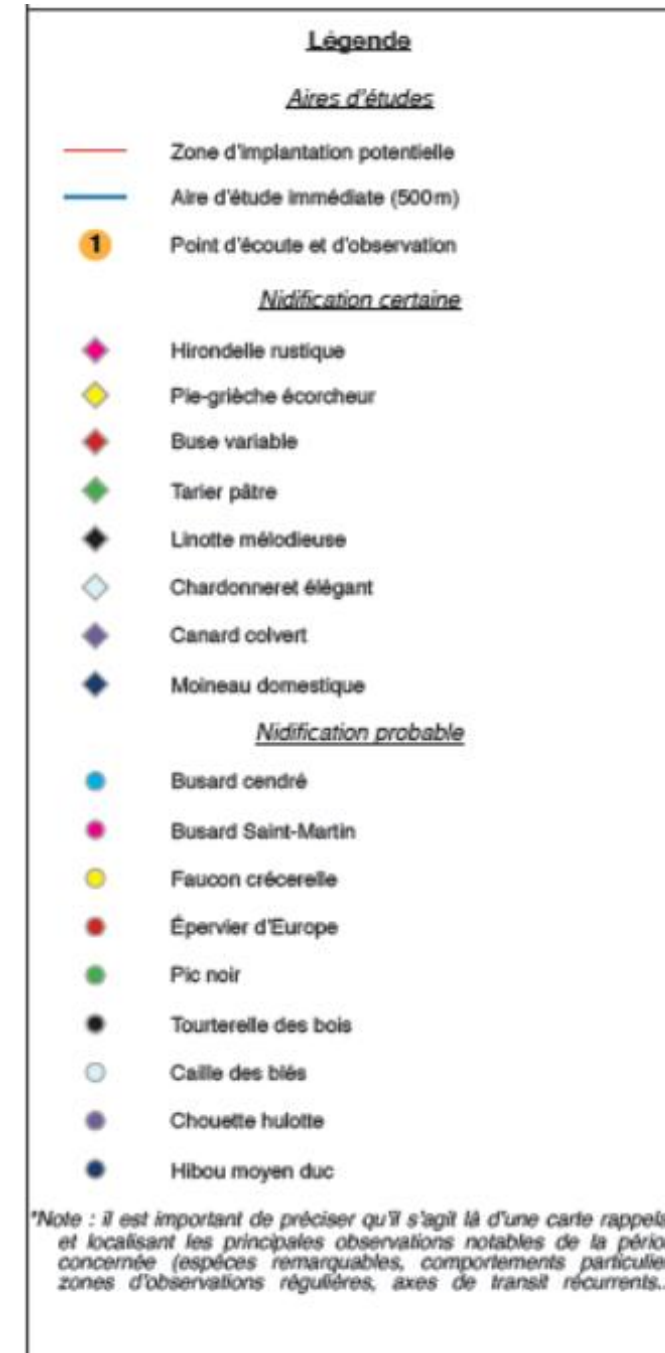 Légende
Aires d'études
Zone d'implantation potentielle
Aire d'étude immédiate (500m)
1 Point d'écoute et d'observation
Nidification certaine
Hirondelle rustique
Pie-grièche écorcheur
Buse variable
Tarier pâtre
Linotte mélodieuse
Chardonneret élégant
Canard colvert
Moineau domestique
Nidification probable
Busard cendré
Busard Saint-Martin
Faucon crécerelle
Épervier d'Europe
Pic noir
Tourterelle des bois
Caille des blés
Chouette hulotte
Hibou moyen duc
*Note : il est important de préciser qu'il s'agit là d'une carte rappela
et localisant les principales observations notables de la pério
concernée (espèces remarquables, comportements particulie
zones d'observations régulières, axes de transit récurrents..